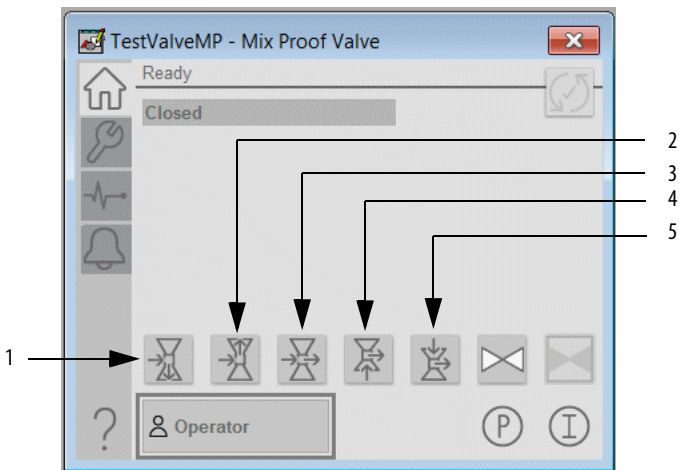 TestValveMP - Mix Proof Valve
Ready
Closed
2
3
4
5
1
? Operator P I